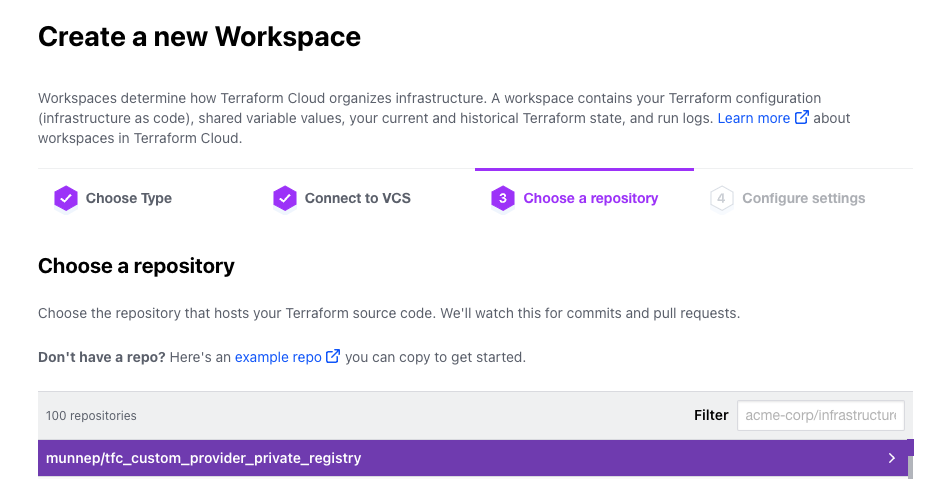 Create a new Workspace
Workspaces determine how Terraform Cloud organizes infrastructure. A workspace contains your Terraform configuration
(infrastructure as code), shared variable values, your current and historical Terraform state, and run logs. Learn more about
workspaces in Terraform Cloud.
Choose Type Connect to VCS 3 Choose a repository 4 Configure settings
Choose a repository
Choose the repository that hosts your Terraform source code. We'll watch this for commits and pull requests.
Don't have a repo? Here's an example repo you can copy to get started.
100 repositories Filter acme-corp/infrastructure
munnep/tfc_custom_provider_private_registry